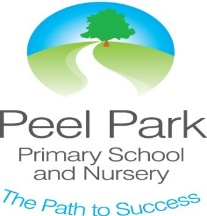 Peel Park
Primary School
and Nursery
The Path to Success